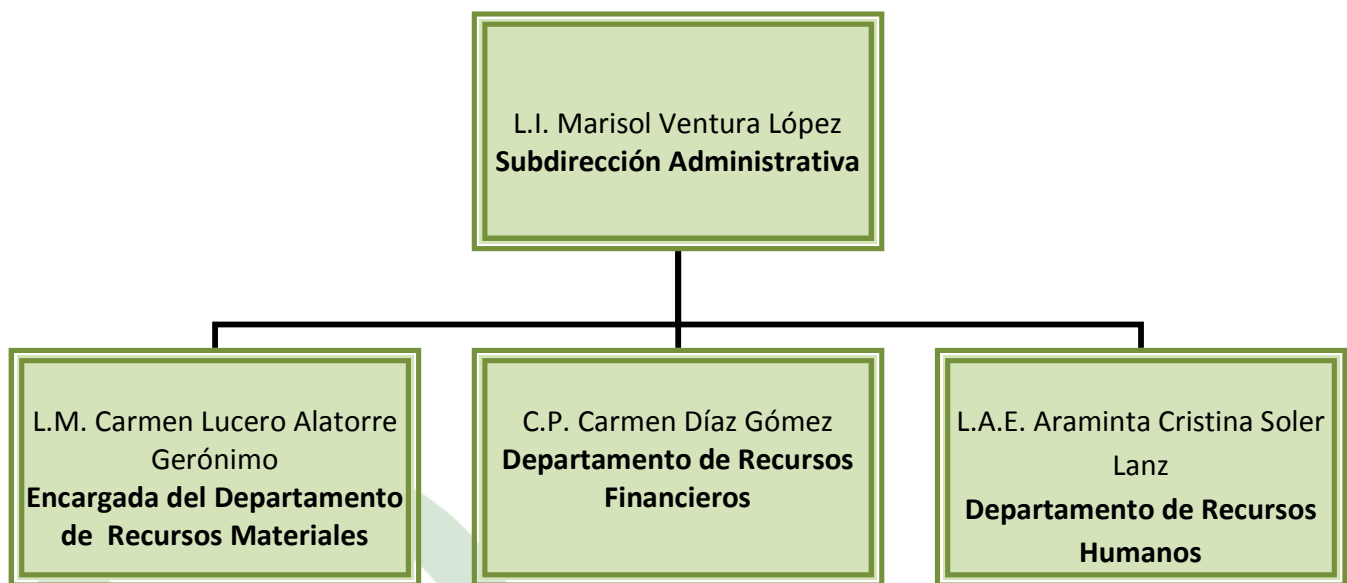 L.I. Marisol Ventura López
Subdirección Administrativa
L.M. Carmen Lucero Alatorre
Gerónimo
Encargada del Departamento
de Recursos Materiales
C.P. Carmen Díaz Gómez
Departamento de Recursos
Financieros
L.A.E. Araminta Cristina Soler
Lanz
Departamento de Recursos
Humanos